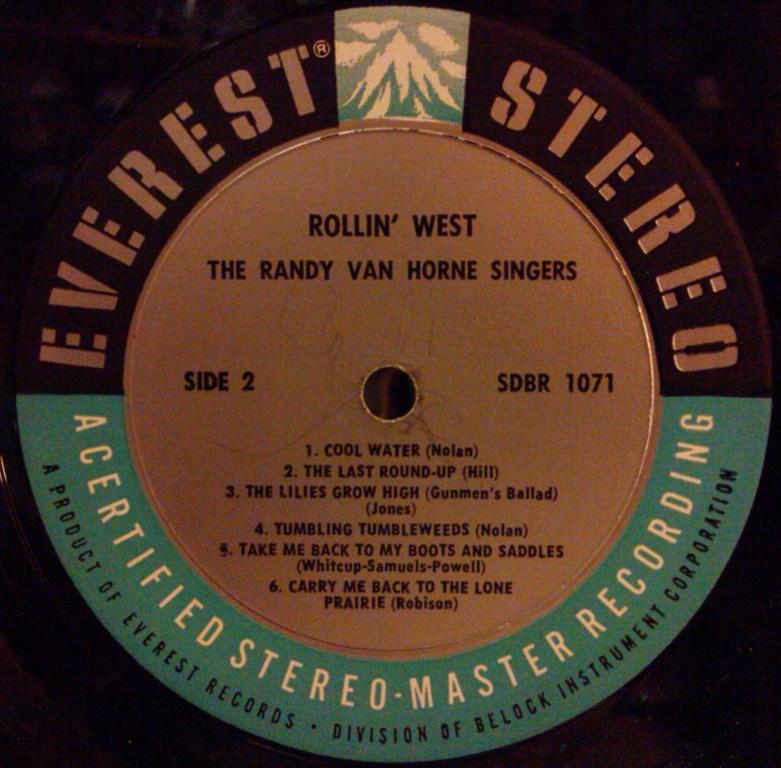 EVEREST® STEREO
ROLLIN' WEST
THE RANDY VAN HORNE SINGERS
SIDE 2
SDBR 1071
1. COOL WATER (Nolan)
2. THE LAST ROUND-UP (Hill)
3. THE LILIES GROW HIGH (Gunmen's Ballad)
(Jones)
4. TUMBLING TUMBLEWEEDS (Nolan)
5. TAKE ME BACK TO MY BOOTS AND SADDLES
(Whitcup-Samuels-Powell)
6. CARRY ME BACK TO THE LONE
PRAIRIE (Robison)
A CERTIFIED STEREO-MASTER RECORDING
A PRODUCT OF EVEREST RECORDS · DIVISION OF BELOCK INSTRUMENT CORPORATION